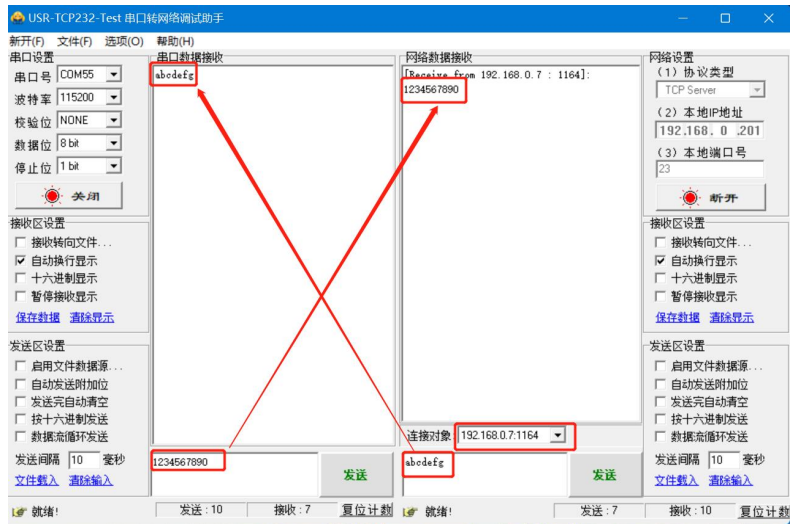 USR-TCP232-Test 串口转网络调试助手
新开(F) 文件(F) 选项(O) 帮助(H)
串口设置
串口号 COM55
波特率 115200
校验位 NONE
数据位 8 bit
停止位 1 bit
关闭
接收区设置
接收转向文件...
自动换行显示
十六进制显示
暂停接收显示
保存数据 清除显示
发送区设置
启用文件数据源...
自动发送附加位
发送完自动清空
按十六进制发送
数据流循环发送
发送间隔 10 毫秒
文件载入 清除输入
就绪!
串口数据接收
abcdefg
1234567890
发送
发送:10 接收:7 复位计数
网络数据接收
[Receive from 192.168.0.7 : 1164]:
1234567890
连接对象: 192.168.0.7:1164
abcdefg
发送
就绪! 发送:7 接收:10 复位计数
网络设置
(1) 协议类型
TCP Server
(2) 本地IP地址
192.168. 0 .201
(3) 本地端口号
23
断开
接收区设置
接收转向文件...
自动换行显示
十六进制显示
暂停接收显示
保存数据 清除显示
发送区设置
启用文件数据源...
自动发送附加位
发送完自动清空
按十六进制发送
数据流循环发送
发送间隔 10 毫秒
文件载入 清除输入